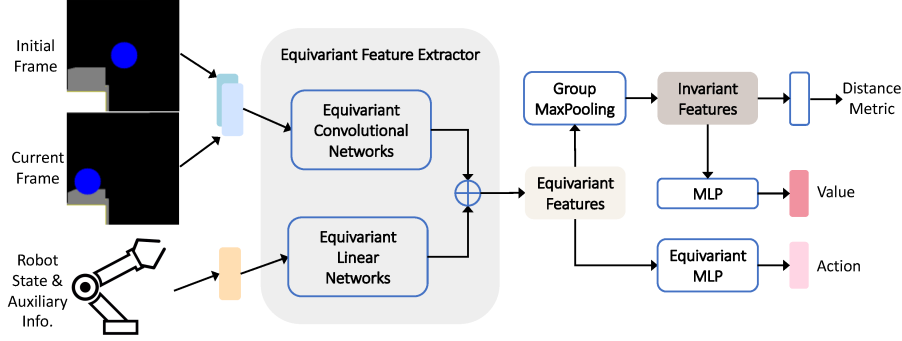 Initial
Frame
Current
Frame
Robot
State &
Auxiliary
Info.
Equivariant Feature Extractor
Equivariant
Convolutional
Networks
Equivariant
Linear
Networks
Equivariant
Features
Group
MaxPooling
Invariant
Features
Distance
Metric
MLP
Value
Equivariant
MLP
Action